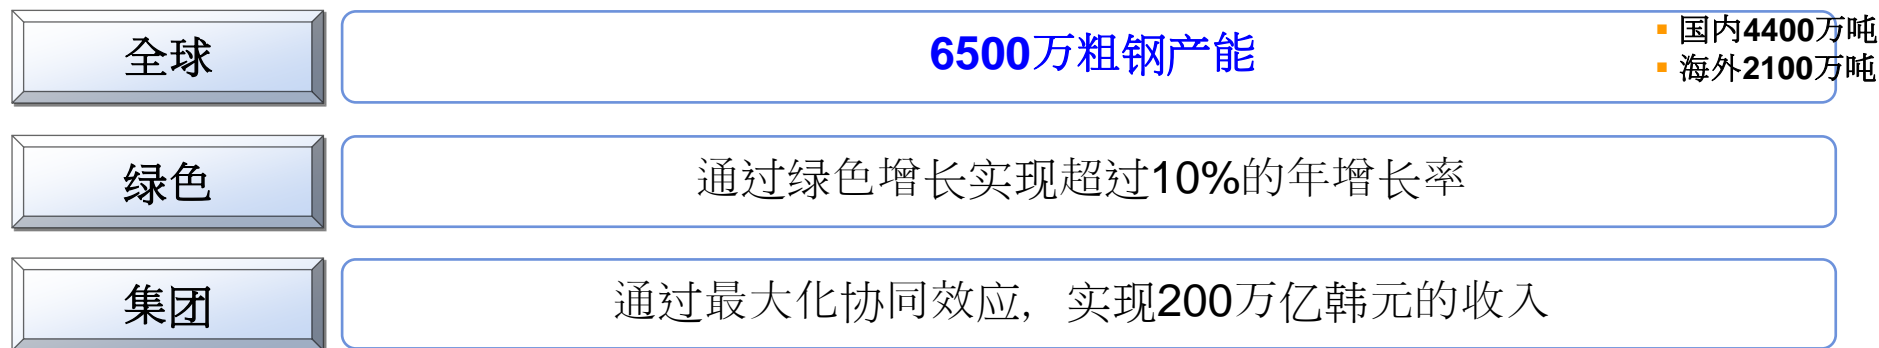 全球
6500万粗钢产能
国内4400万吨
海外2100万吨
绿色
通过绿色增长实现超过10%的年增长率
集团
通过最大化协同效应，实现200万亿韩元的收入